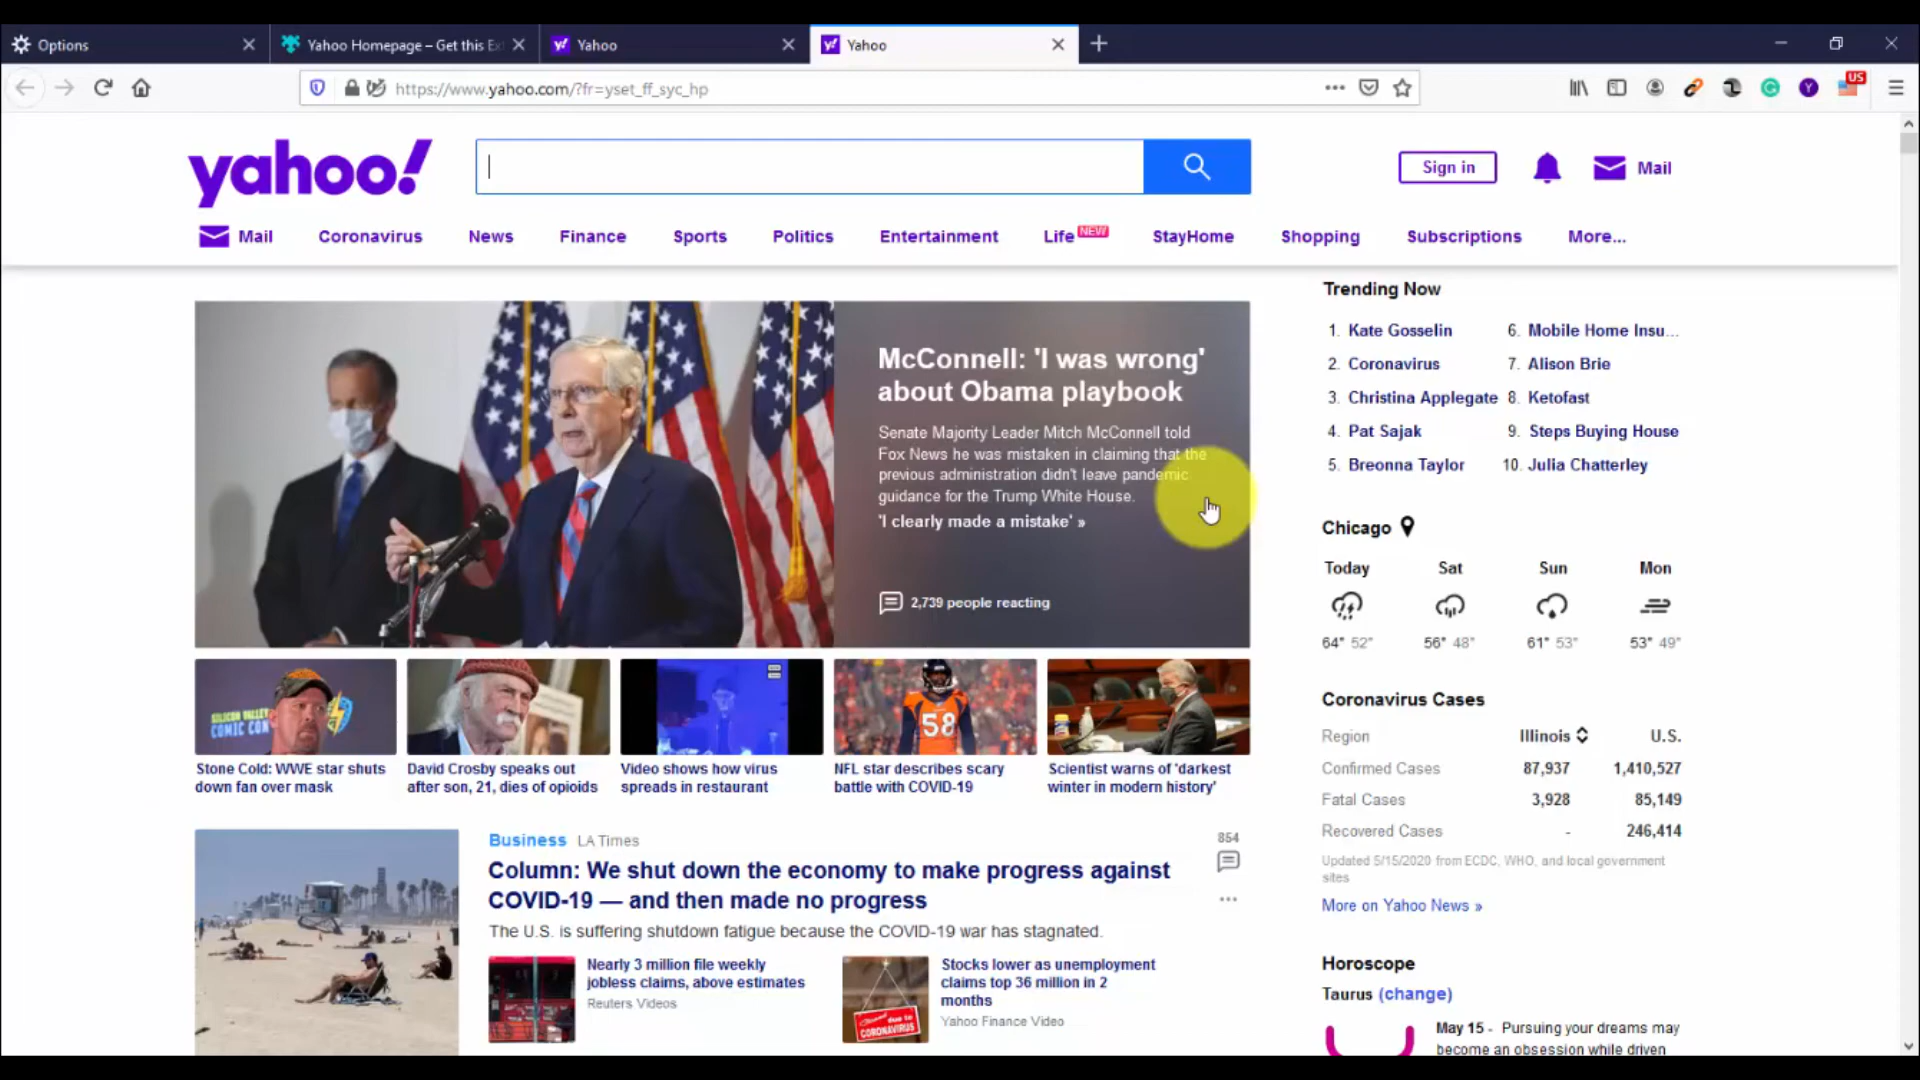 Options
Yahoo Homepage – Get this Ex
Yahoo
Yahoo
https://www.yahoo.com/?fr=yset_ff_syc_hp
US
yahoo!
Sign in
Mail
Mail
Coronavirus
News
Finance
Sports
Politics
Entertainment
Life NEW
StayHome
Shopping
Subscriptions
More...
McConnell: 'I was wrong'
about Obama playbook
Senate Majority Leader Mitch McConnell told
Fox News he was mistaken in claiming that the
previous administration didn't leave pandemic
guidance for the Trump White House.
'I clearly made a mistake' »
2,739 people reacting
SILICON VALLEY
COMIC CON
58
Stone Cold: WWE star shuts
down fan over mask
David Crosby speaks out
after son, 21, dies of opioids
Video shows how virus
spreads in restaurant
NFL star describes scary
battle with COVID-19
Scientist warns of 'darkest
winter in modern history'
Business LA Times
854
Column: We shut down the economy to make progress against
COVID-19 — and then made no progress
The U.S. is suffering shutdown fatigue because the COVID-19 war has stagnated.
Nearly 3 million file weekly
jobless claims, above estimates
Reuters Videos
CORONAVIRUS
Stocks lower as unemployment
claims top 36 million in 2
months
Yahoo Finance Video
Trending Now
1. Kate Gosselin
2. Coronavirus
3. Christina Applegate
4. Pat Sajak
5. Breonna Taylor
6. Mobile Home Insu...
7. Alison Brie
8. Ketofast
9. Steps Buying House
10. Julia Chatterley
Chicago
Today Sat Sun Mon
64° 52° 56° 48° 61° 53° 53° 49°
Coronavirus Cases
Region Illinois U.S.
Confirmed Cases 87,937 1,410,527
Fatal Cases 3,928 85,149
Recovered Cases - 246,414
Updated 5/15/2020 from ECDC, WHO, and local government
sites
More on Yahoo News »
Horoscope
Taurus (change)
May 15 - Pursuing your dreams may
become an obsession while driven